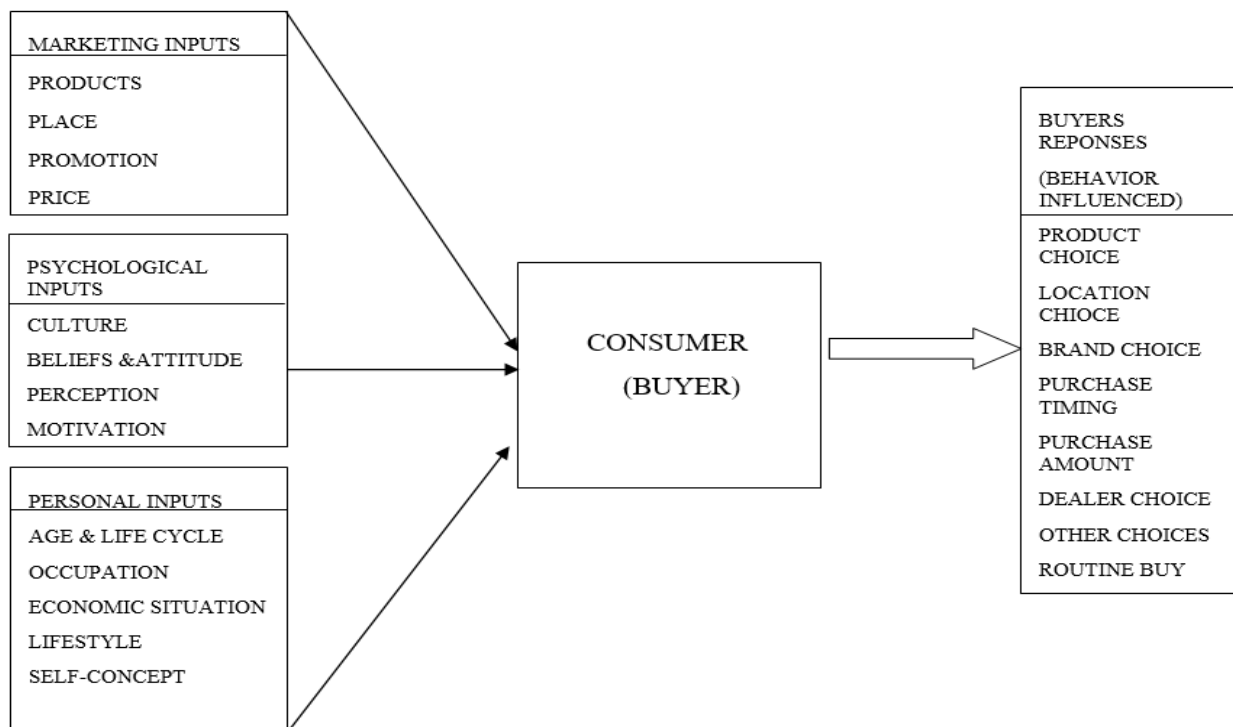 MARKETING INPUTS
PRODUCTS
PLACE
PROMOTION
PRICE
PSYCHOLOGICAL
INPUTS
CULTURE
BELIEFS &ATTITUDE
PERCEPTION
MOTIVATION
PERSONAL INPUTS
AGE & LIFE CYCLE
OCCUPATION
ECONOMIC SITUATION
LIFESTYLE
SELF-CONCEPT
CONSUMER
(BUYER)
BUYERS
REPONSES
(BEHAVIOR
INFLUENCED)
PRODUCT
CHOICE
LOCATION
CHIOCE
BRAND CHOICE
PURCHASE
TIMING
PURCHASE
AMOUNT
DEALER CHOICE
OTHER CHOICES
ROUTINE BUY